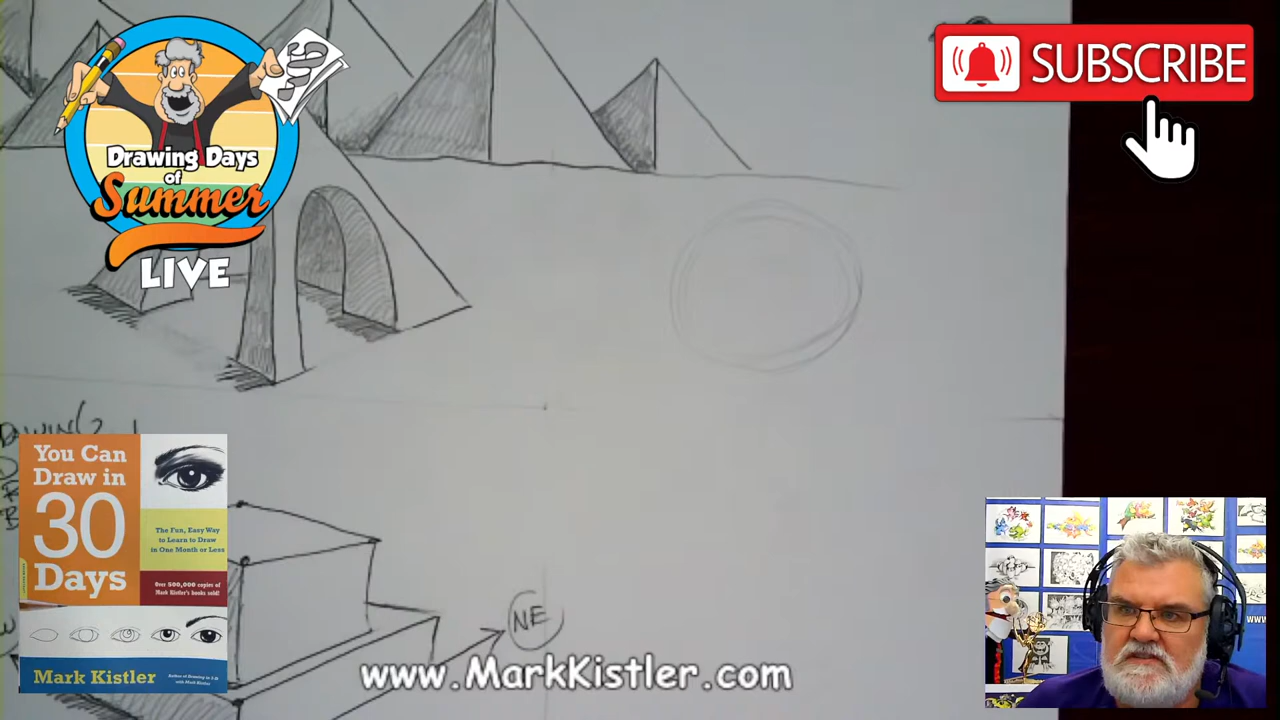 SUBSCRIBE
Drawing Days
of
Summer
LIVE
You Can
Draw in
30
Days
The Fun, Easy Way
to Learn to Draw
in One Month or Less
Over 500,000 copies of
Mark Kistler's books sold!
Mark Kistler
NE
www.MarkKistler.com